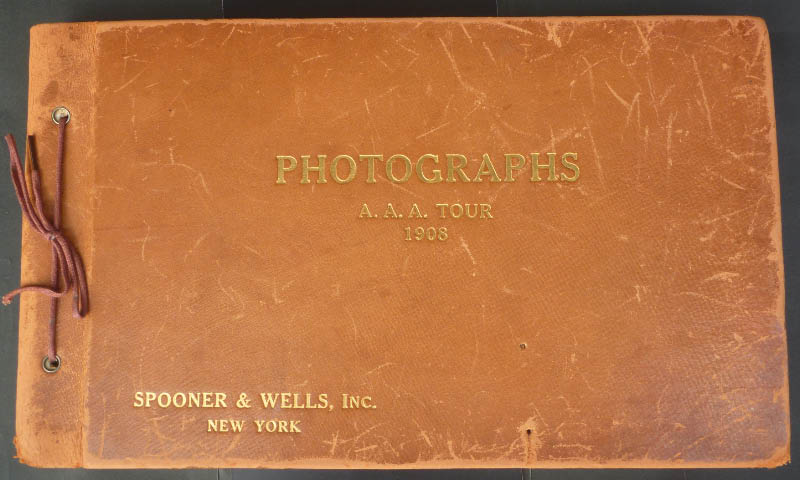 PHOTOGRAPHS
A. A. A. TOUR
1908
SPOONER & WELLS, INC.
NEW YORK